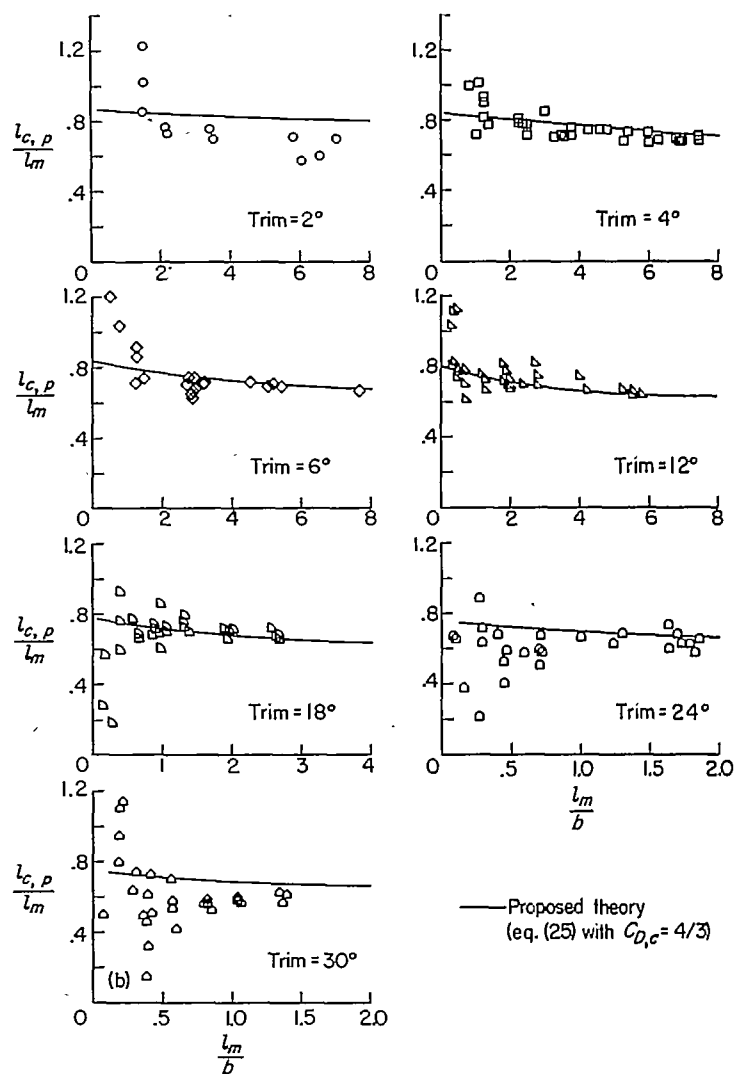 1.2
.8
.4
l_{c,p}/l_m
Trim = 2°
0 2 4 6 8
1.2
.8
.4
Trim = 4°
0 2 4 6 8
1.2
.8
.4
l_{c,p}/l_m
Trim = 6°
0 2 4 6 8
1.2
.8
.4
Trim = 12°
0 2 4 6 8
1.2
.8
.4
l_{c,p}/l_m
Trim = 18°
0 1 2 3 4
1.2
.8
.4
Trim = 24°
0 .5 1.0 1.5 2.0
l_m/b
1.2
.8
.4
l_{c,p}/l_m
Trim = 30°
(b)
0 .5 1.0 1.5 2.0
l_m/b
Proposed theory
(eq. (25) with C_{D,c} = 4/3)